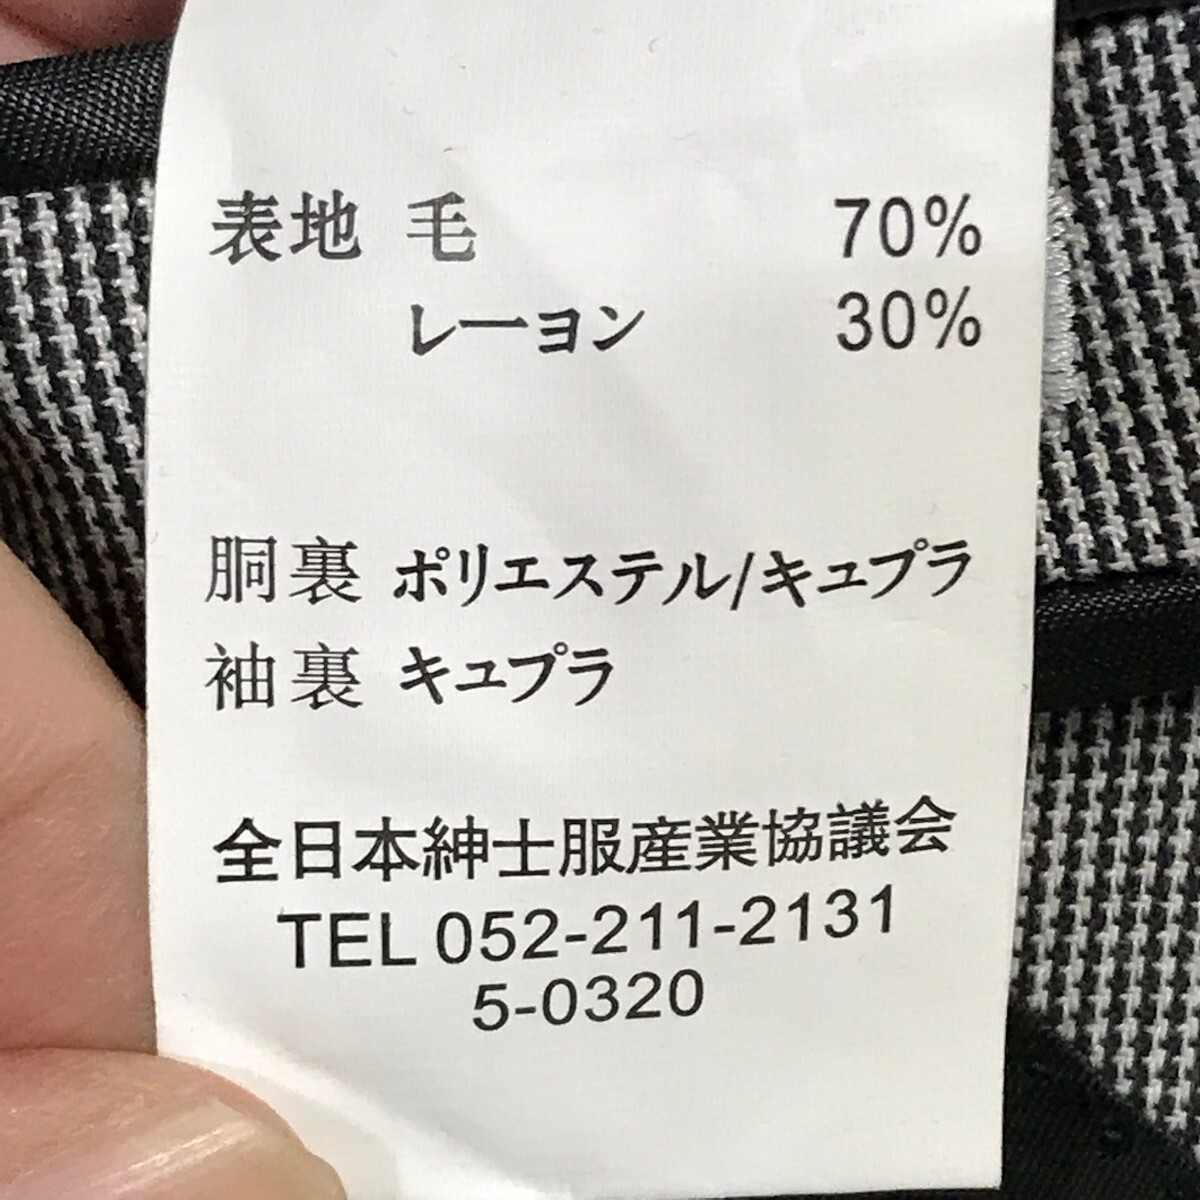 表地 毛 70%
レーヨン 30%
胴裏 ポリエステル/キュプラ
袖裏 キュプラ
全日本紳士服産業協議会
TEL 052-211-2131
5-0320